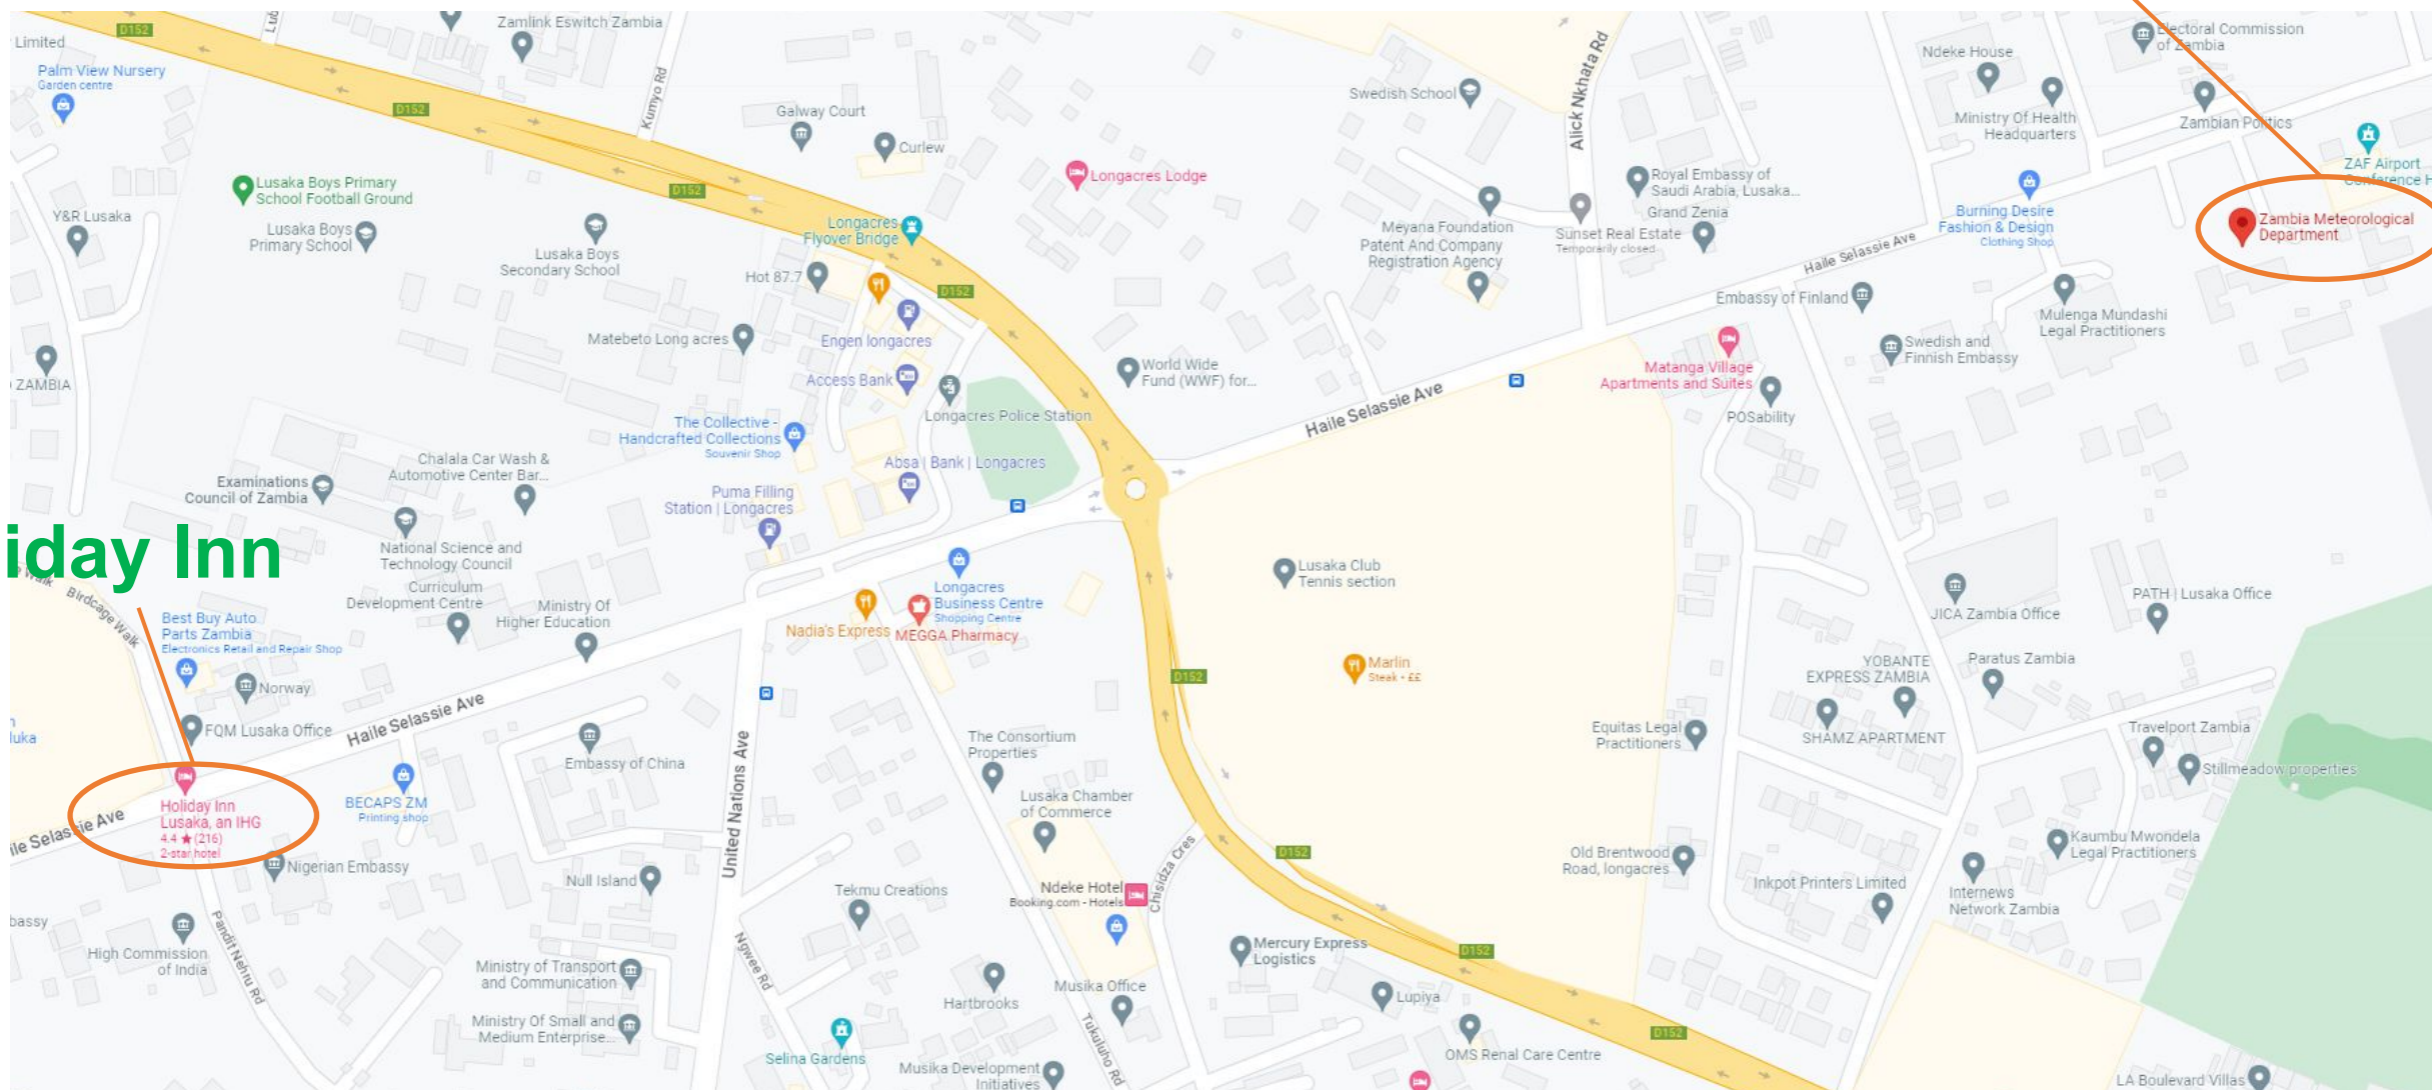 D152
Limited
Palm View Nursery
Garden centre
Zamlink Eswitch Zambia
Kumyo Rd
D152
D152
Galway Court
Curlew
Longacres Lodge
Swedish School
Alick Nkhata Rd
Ndeke House
Electoral Commission
of Zambia
Ministry Of Health
Headquarters
Zambian Politics
ZAF Airport
Conference H
Zambia Meteorological
Department
Lusaka Boys Primary
School Football Ground
Y&R Lusaka
Lusaka Boys
Primary School
Lusaka Boys
Secondary School
Longacres
Flyover Bridge
Hot 87.7
D152
Engen longacres
Matebeto Long acres
Access Bank
Longacres Police Station
World Wide
Fund (WWF) for...
Meyana Foundation
Patent And Company
Registration Agency
Royal Embassy of
Saudi Arabia, Lusaka...
Grand Zenia
Sunset Real Estate
Temporarily closed
Burning Desire
Fashion & Design
Clothing Shop
Haile Selassie Ave
Embassy of Finland
Mulenga Mundashi
Legal Practitioners
Swedish and
Finnish Embassy
Matanga Village
Apartments and Suites
POSability
Haile Selassie Ave
ZAMBIA
The Collective -
Handcrafted Collections
Souvenir Shop
Absa | Bank | Longacres
Chalala Car Wash &
Automotive Center Bar...
Examinations
Council of Zambia
Puma Filling
Station | Longacres
National Science and
Technology Council
iday Inn
Birdcage Walk
Curriculum
Development Centre
Ministry Of
Higher Education
Best Buy Auto
Parts Zambia
Electronics Retail and Repair Shop
Norway
FQM Lusaka Office
Haile Selassie Ave
Nadia's Express
Longacres
Business Centre
Shopping Centre
MEGGA Pharmacy
Lusaka Club
Tennis section
JICA Zambia Office
PATH | Lusaka Office
D152
Marlin
Steak • ££
YOBANTE
EXPRESS ZAMBIA
Paratus Zambia
SHAMZ APARTMENT
Equitas Legal
Practitioners
Travelport Zambia
Stillmeadow properties
luka
Embassy of China
United Nations Ave
The Consortium
Properties
Holiday Inn
Lusaka, an IHG
4.4 ★ (216)
2-star hotel
BECAPS ZM
Printing shop
ile Selassie Ave
Nigerian Embassy
Null Island
Lusaka Chamber
of Commerce
Chisidza Cres
D152
Old Brentwood
Road, longacres
Kaumbu Mwondela
Legal Practitioners
Inkpot Printers Limited
Internews
Network Zambia
Tekmu Creations
Ndeke Hotel
Booking.com - Hotels
bassy
High Commission
of India
Pandit Nehru Rd
Ministry of Transport
and Communication
Ngwee Rd
Hartbrooks
Musika Office
Mercury Express
Logistics
D152
Lupiya
Ministry Of Small and
Medium Enterprise...
Selina Gardens
Musika Development
Initiatives
Tukuluho Rd
OMS Renal Care Centre
D152
LA Boulevard Villas